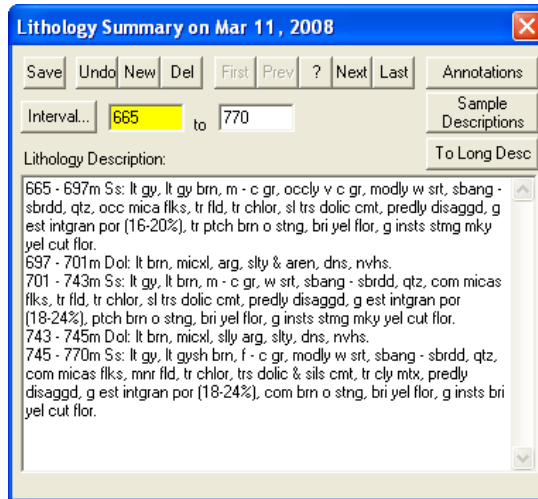 Lithology Summary on Mar 11, 2008
Save Undo New Del First Prev ? Next Last Annotations
Interval... 665 to 770 Sample Descriptions
Lithology Description: To Long Desc
665 - 697m Ss: lt gy, lt gy brn, m - c gr, occly v c gr, modly w srt, sbang -
sbrdd, qtz, occ mica flks, tr fld, tr chlor, sl trs dolic cmt, predly disaggd, g
est intgran por (16-20%), tr ptch brn o stng, bri yel flor, g insts stmg mky
yel cut flor.
697 - 701m Dol: lt brn, micxl, arg, slty & aren, dns, nvhs.
701 - 743m Ss: lt gy, lt gy brn, m - c gr, w srt, sbang - sbrdd, qtz, com micas
flks, tr fld, tr chlor, sl trs dolic cmt, predly disaggd, g est intgran por
(18-24%), ptch brn o stng, bri yel flor, g insts stmg mky yel cut flor.
743 - 745m Dol: lt brn, micxl, slly arg, slty, dns, nvhs.
745 - 770m Ss: lt gy, lt gysh brn, f - c gr, modly w srt, sbang - sbrdd, qtz,
com micas flks, mnr fld, tr chlor, trs dolic & sils cmt, tr cly mtx, predly
disaggd, g est intgran por (18-24%), com brn o stng, bri yel flor, g insts bri
yel cut flor.